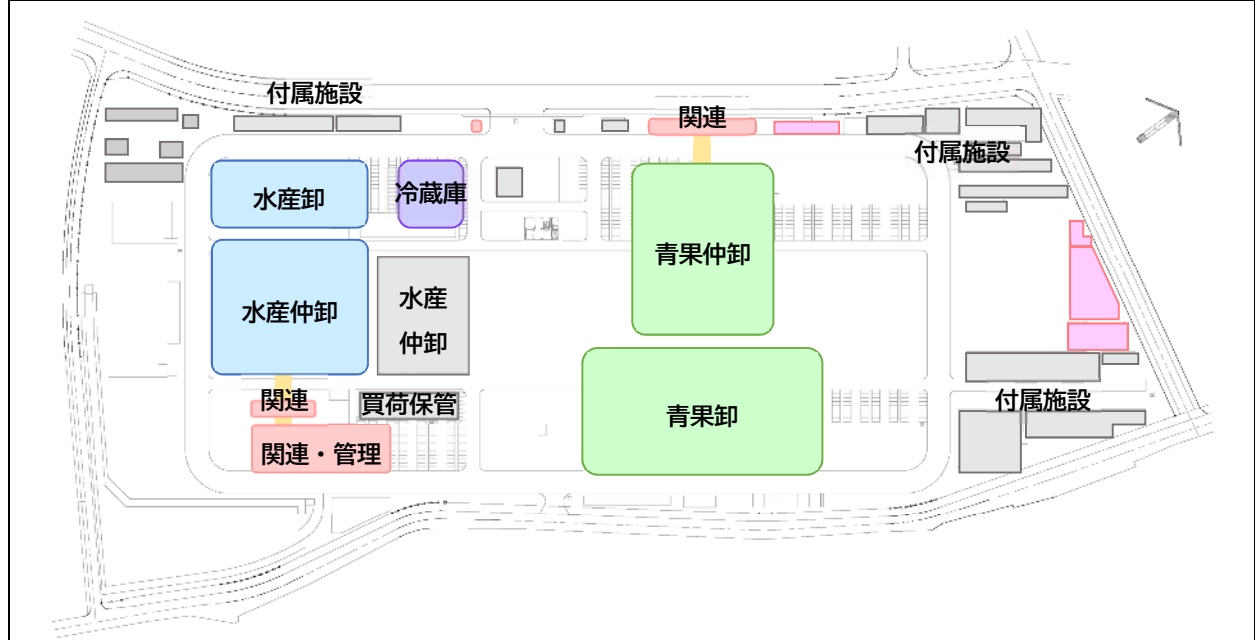 付属施設
関連
付属施設
水産卸
冷蔵庫
青果仲卸
水産仲卸
水産
仲卸
関連
買荷保管
青果卸
付属施設
関連・管理